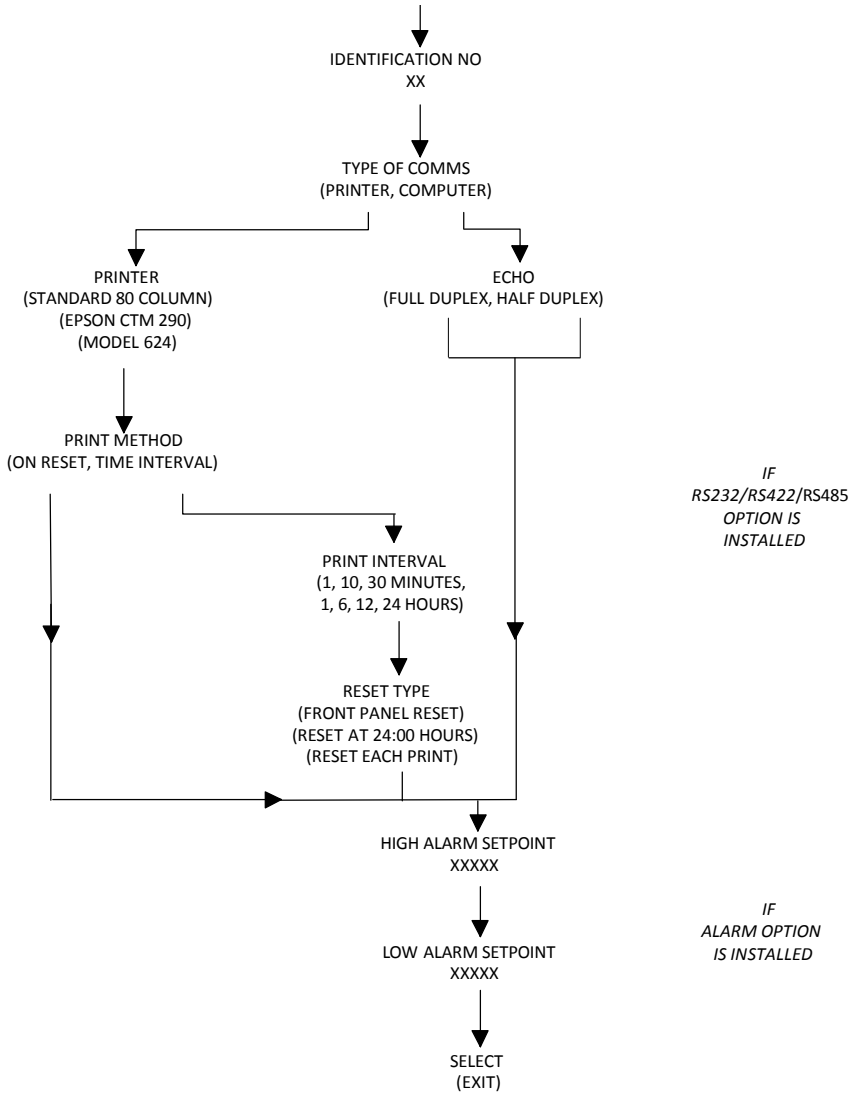 IDENTIFICATION NO
XX
TYPE OF COMMS
(PRINTER, COMPUTER)
PRINTER
(STANDARD 80 COLUMN)
(EPSON CTM 290)
(MODEL 624)
ECHO
(FULL DUPLEX, HALF DUPLEX)
PRINT METHOD
(ON RESET, TIME INTERVAL)
IF
RS232/RS422/RS485
OPTION IS
INSTALLED
PRINT INTERVAL
(1, 10, 30 MINUTES,
1, 6, 12, 24 HOURS)
RESET TYPE
(FRONT PANEL RESET)
(RESET AT 24:00 HOURS)
(RESET EACH PRINT)
HIGH ALARM SETPOINT
XXXXX
IF
ALARM OPTION
IS INSTALLED
LOW ALARM SETPOINT
XXXXX
SELECT
(EXIT)